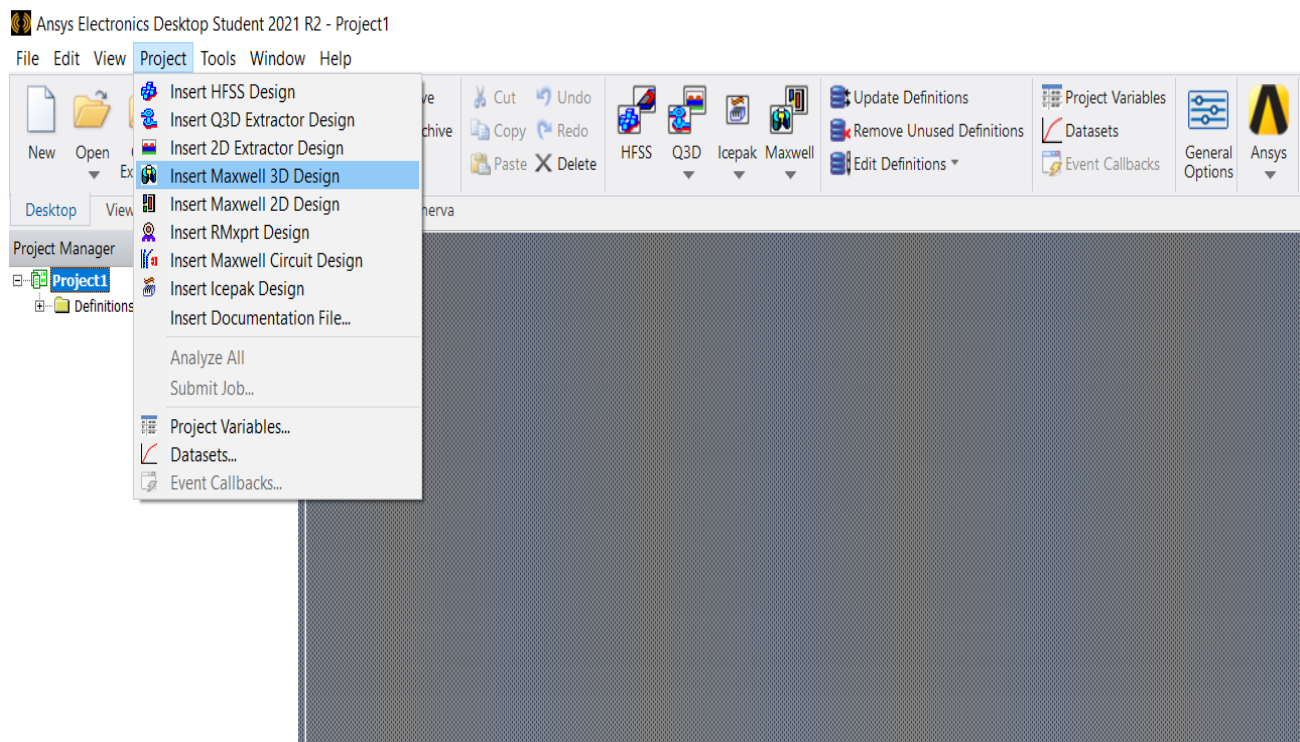 Ansys Electronics Desktop Student 2021 R2 - Project1
File Edit View Project Tools Window Help
Insert HFSS Design
Insert Q3D Extractor Design
Insert 2D Extractor Design
Insert Maxwell 3D Design
Insert Maxwell 2D Design
Insert RMxprt Design
Insert Maxwell Circuit Design
Insert Icepak Design
Insert Documentation File...
Analyze All
Submit Job...
Project Variables...
Datasets...
Event Callbacks...
New Open
Cut Undo
Copy Redo
Paste Delete
HFSS Q3D Icepak Maxwell
Update Definitions
Remove Unused Definitions
Edit Definitions
Project Variables
Datasets
Event Callbacks
General Options
Ansys
Desktop View
Project Manager
Project1
Definitions